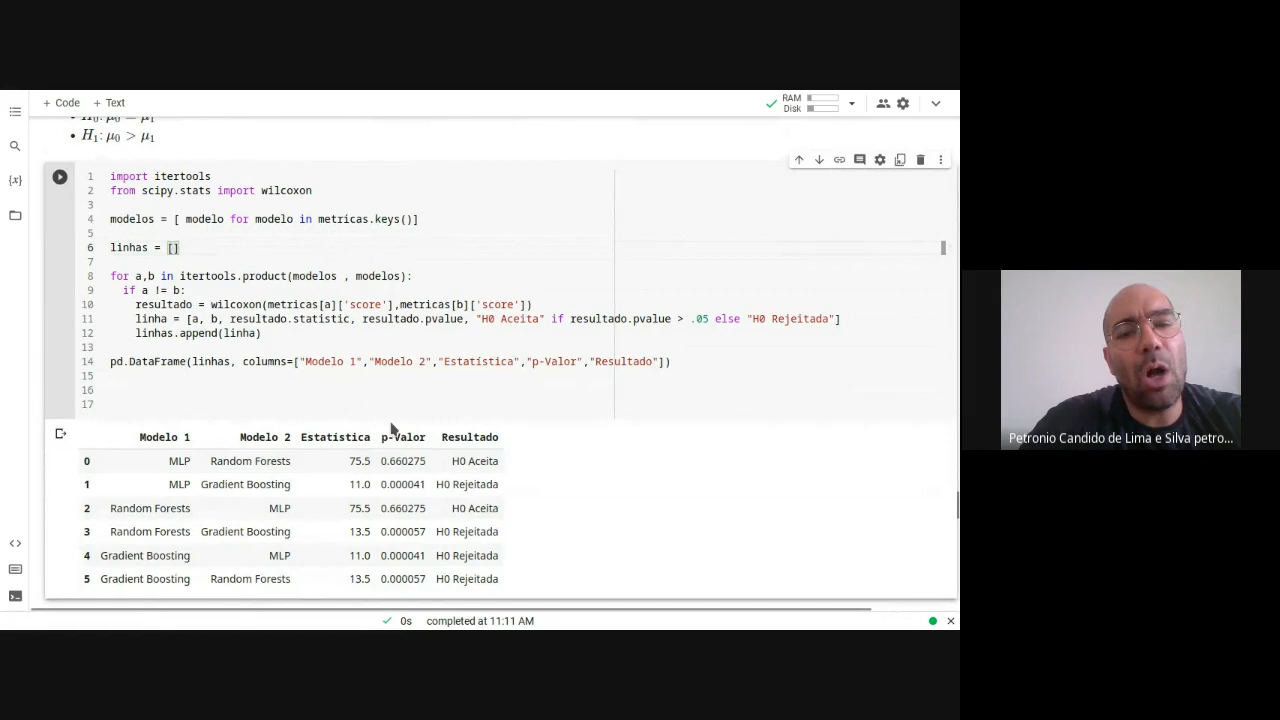 + Code + Text
RAM
Disk
• H₀: μ₀ = μ₁
• H₁: μ₀ > μ₁
1 import itertools
2 from scipy.stats import wilcoxon
3
4 modelos = [ modelo for modelo in metricas.keys()]
5
6 linhas = []
7
8 for a,b in itertools.product(modelos , modelos):
9 if a != b:
10 resultado = wilcoxon(metricas[a]['score'],metricas[b]['score'])
11 linha = [a, b, resultado.statistic, resultado.pvalue, "H0 Aceita" if resultado.pvalue > .05 else "H0 Rejeitada"]
12 linhas.append(linha)
13
14 pd.DataFrame(linhas, columns=["Modelo 1","Modelo 2","Estatística","p-Valor","Resultado"])
15
16
17
Modelo 1 Modelo 2 Estatística p-Valor Resultado
0 MLP Random Forests 75.5 0.660275 H0 Aceita
1 MLP Gradient Boosting 11.0 0.000041 H0 Rejeitada
2 Random Forests MLP 75.5 0.660275 H0 Aceita
3 Random Forests Gradient Boosting 13.5 0.000057 H0 Rejeitada
4 Gradient Boosting MLP 11.0 0.000041 H0 Rejeitada
5 Gradient Boosting Random Forests 13.5 0.000057 H0 Rejeitada
0s completed at 11:11 AM
Petronio Candido de Lima e Silva petro...